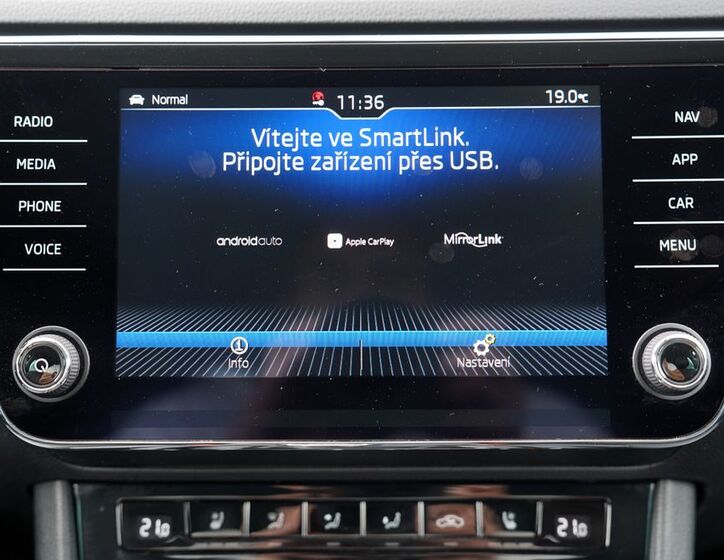 Normal 11:36 19.0°C
RADIO
MEDIA
PHONE
VOICE
Vítejte ve SmartLink.
Připojte zařízení přes USB.
androidauto Apple CarPlay MirrorLink
Info Nastavení
NAV
APP
CAR
MENU
21.0 21.0